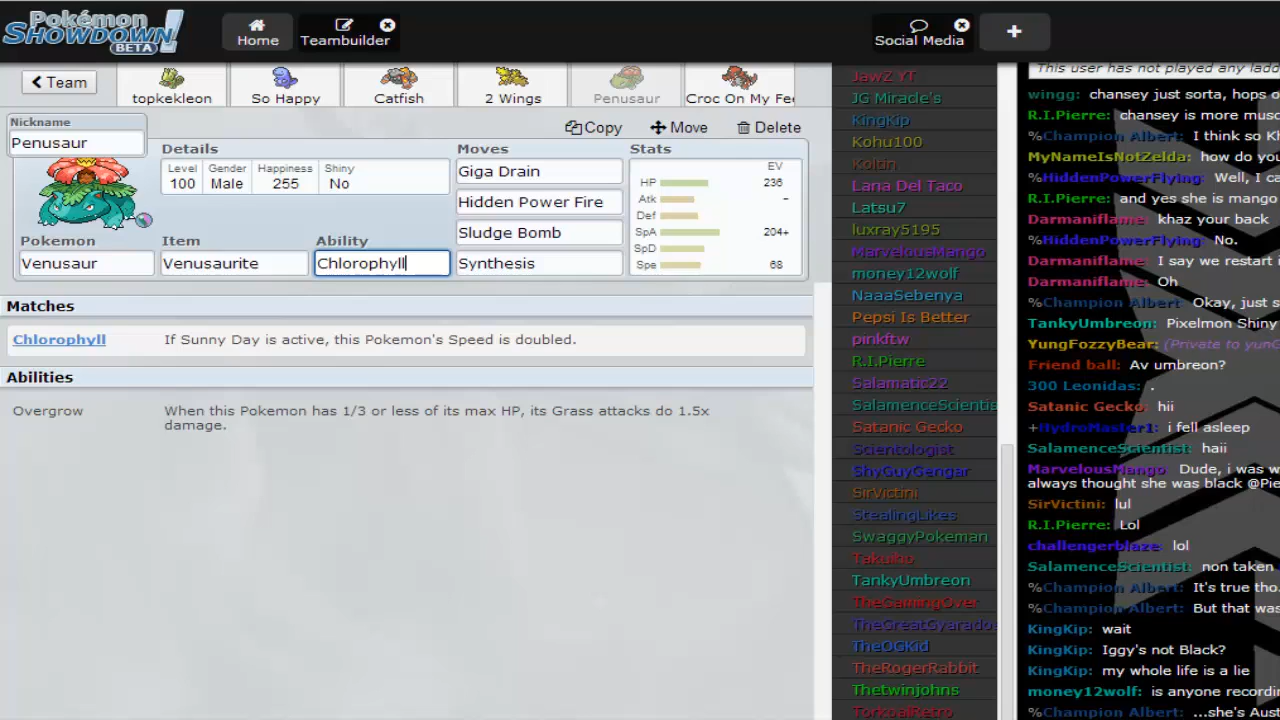 Pokémon
SHOWDOWN!
BETA
Home
Teambuilder
Social Media
+
Team
topkekleon
So Happy
Catfish
2 Wings
Penusaur
Croc On My Fe
Nickname
Penusaur
Copy
Move
Delete
Details
Level
100
Gender
Male
Happiness
255
Shiny
No
Moves
Giga Drain
Hidden Power Fire
Sludge Bomb
Synthesis
Stats
EV
HP 236
Atk -
Def
SpA 204+
SpD
Spe 68
Pokemon
Venusaur
Item
Venusaurite
Ability
Chlorophyll
Matches
Chlorophyll If Sunny Day is active, this Pokemon's Speed is doubled.
Abilities
Overgrow When this Pokemon has 1/3 or less of its max HP, its Grass attacks do 1.5x
damage.
JawZ YT
JG Miracle's
KingKip
Kohu100
Koltin
Lana Del Taco
Latsu7
luxray5195
MarvelousMango
money12wolf
NaaaSebenya
Pepsi Is Better
pinkftw
R.I.Pierre
Salamatic22
SalamenceScientis
Satanic Gecko
Scientologist
ShyGuyGengar
SirVictini
StealingLikes
SwaggyPokeman
Takuiho
TankyUmbreon
TheGamingOver
TheGreatGyarados
TheOGKid
TheRogerRabbit
Thetwinjohns
TorkoalRetro
This user has not played any ladd
wingg: chansey just sorta, hops o
R.I.Pierre: chansey is more musc
%Champion Albert: I think so Kh
MyNameIsNotZelda: how do you
%HiddenPowerFlying: Well, I ca
R.I.Pierre: and yes she is mango
Darmaniflame: khaz your back
%HiddenPowerFlying: No.
Darmaniflame: I say we restart i
Darmaniflame: Oh
%Champion Albert: Okay, just s
TankyUmbreon: Pixelmon Shiny
YungFozzyBear: (Private to yunG
Friend ball: Av umbreon?
300 Leonidas: .
Satanic Gecko: hii
+HydroMaster1: i fell asleep
SalamenceScientist: haii
MarvelousMango: Dude, i was w
always thought she was black @Pie
SirVictini: lul
R.I.Pierre: Lol
challengerblaze: lol
SalamenceScientist: non taken
%Champion Albert: It's true tho.
%Champion Albert: But that was
KingKip: wait
KingKip: Iggy's not Black?
KingKip: my whole life is a lie
money12wolf: is anyone recordin
%Champion Albert: ...she's Aust